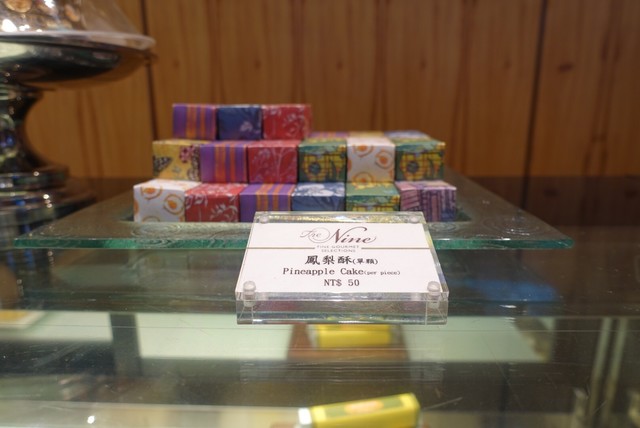 The Nine
FINE GOURMET
SELECTIONS
鳳梨酥(單顆)
Pineapple Cake(per piece)
NT$ 50